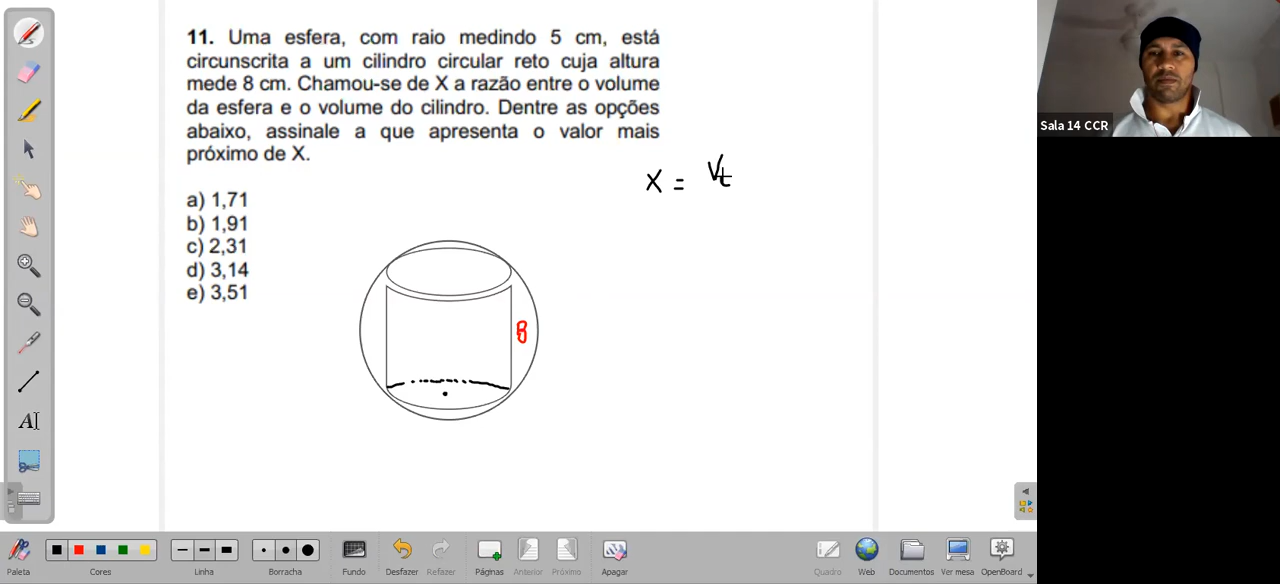 11. Uma esfera, com raio medindo 5 cm, está
circunscrita a um cilindro circular reto cuja altura
mede 8 cm. Chamou-se de X a razão entre o volume
da esfera e o volume do cilindro. Dentre as opções
abaixo, assinale a que apresenta o valor mais
próximo de X.
a) 1,71
b) 1,91
c) 2,31
d) 3,14
e) 3,51
X =
8
Sala 14 CCR
Paleta
Cores
Linha
Borracha
Fundo
Desfazer
Refazer
Páginas
Anterior
Próximo
Apagar
Quadro
Web
Documentos
Ver mesa
OpenBoard